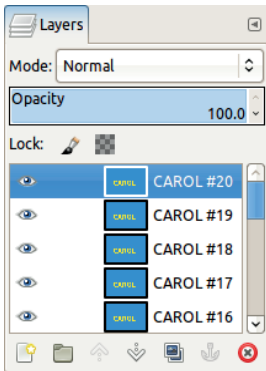 Layers
Mode: Normal
Opacity
100.0
Lock:
CAROL CAROL #20
CAROL CAROL #19
CAROL CAROL #18
CAROL CAROL #17
CAROL CAROL #16